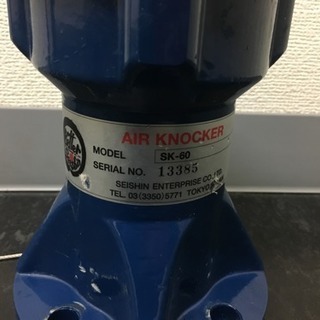 AIR KNOCKER
MODEL SK-60
SERIAL NO. 13385
SEISHIN ENTERPRISE CO., LTD.
TEL. 03(3350)5771 TOKYO